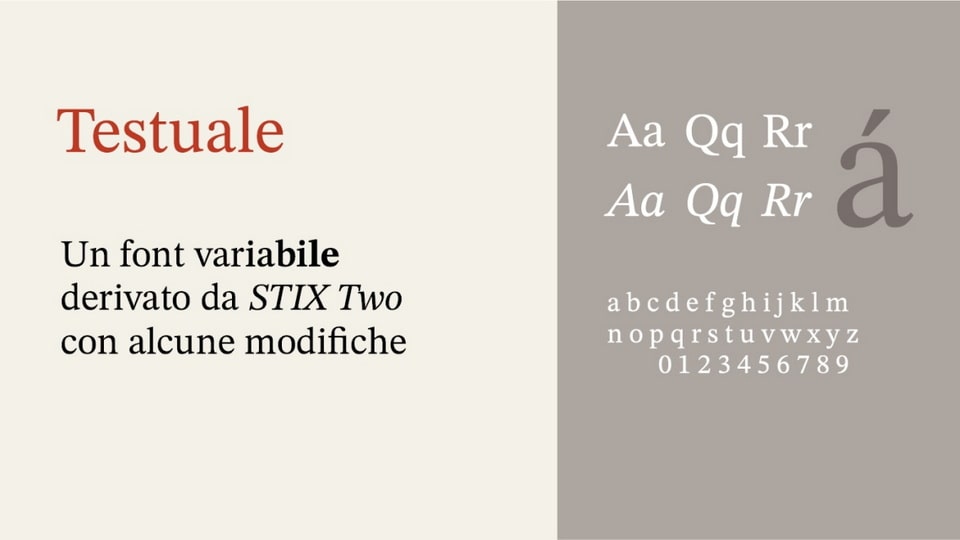 Testuale
Un font variabile
derivato da STIX Two
con alcune modifiche
Aa Qq Rr
Aa Qq Rr
á
a b c d e f g h i j k l m
n o p q r s t u v w x y z
0 1 2 3 4 5 6 7 8 9